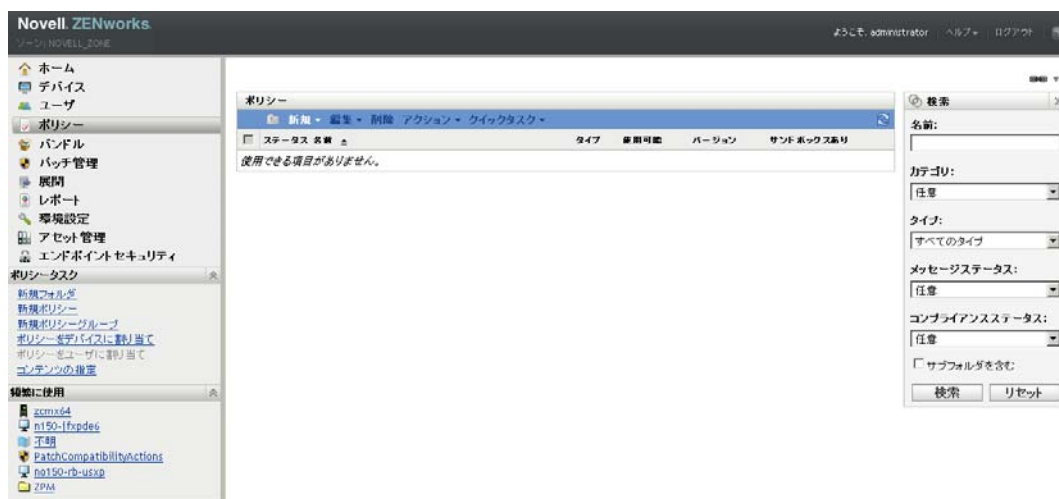 Novell. ZENworks.
ゾーン: NOVELL_ZONE
ようこそ、administrator ヘルプ ログアウト
ホーム
デバイス
ユーザ
ポリシー
バンドル
パッチ管理
展開
レポート
環境設定
アセット管理
エンドポイントセキュリティ
ポリシータスク
新規フォルダ
新規ポリシー
新規ポリシーグループ
ポリシーをデバイスに割り当て
ポリシーをユーザに割り当て
コンテンツの指定
頻繁に使用
zcmx64
不明
PatchCompatibilityActions
no150-rb-usxp
ZPM
ポリシー
新規 編集 削除 アクション クイックタスク
ステータス 名前 タイプ 使用可能 バージョン サンドボックスあり
使用できる項目がありません。
検索
名前:
カテゴリ:
任意
タイプ:
すべてのタイプ
メッセージステータス:
任意
コンプライアンスステータス:
任意
サブフォルダを含む
検索 リセット